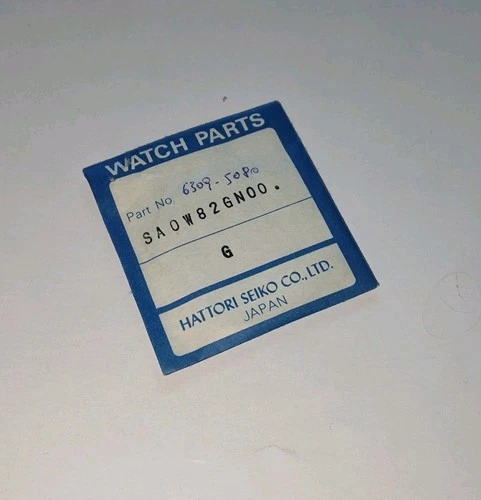 WATCH PARTS
Part No. 6309-5080
SA0W82GN00.
G
HATTORI SEIKO CO., LTD.
JAPAN